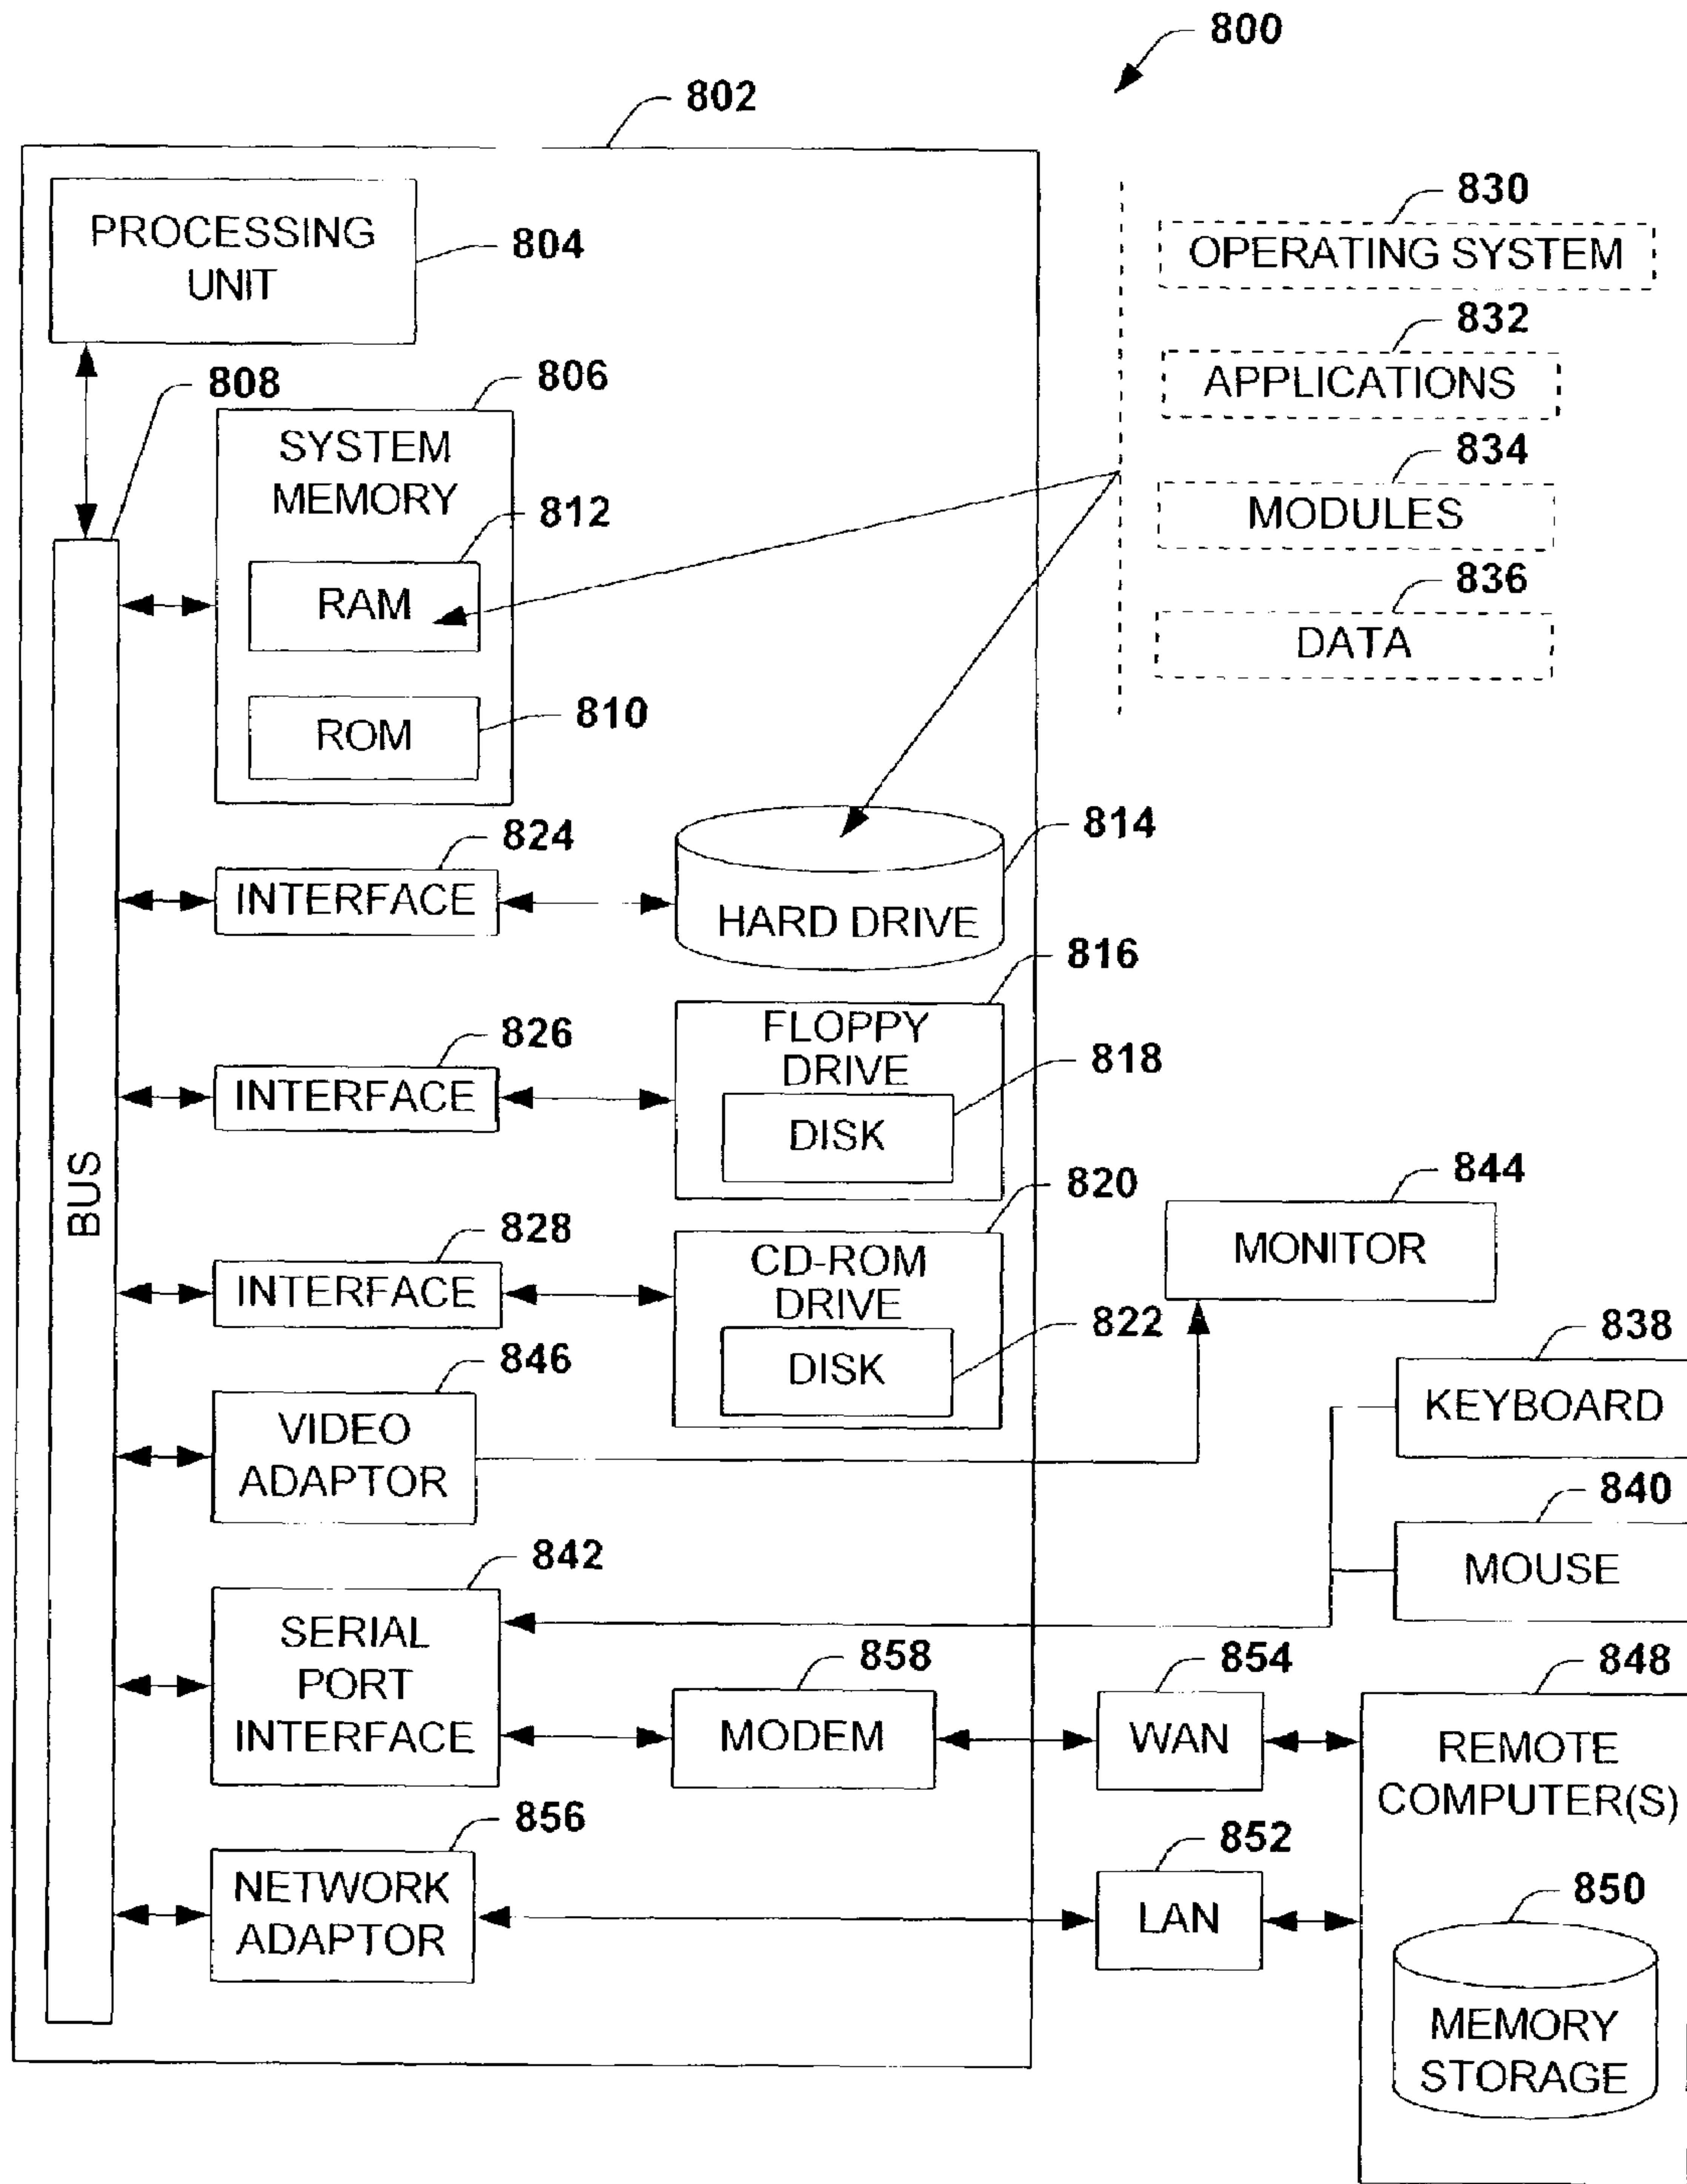 800
802
PROCESSING
UNIT
804
830
OPERATING SYSTEM
832
APPLICATIONS
834
MODULES
836
DATA
808
806
SYSTEM
MEMORY
812
RAM
810
ROM
BUS
824
INTERFACE
814
HARD DRIVE
826
INTERFACE
816
FLOPPY
DRIVE
818
DISK
828
INTERFACE
820
CD-ROM
DRIVE
822
DISK
844
MONITOR
846
VIDEO
ADAPTOR
838
KEYBOARD
840
MOUSE
842
SERIAL
PORT
INTERFACE
858
MODEM
854
WAN
848
REMOTE
COMPUTER(S)
856
NETWORK
ADAPTOR
852
LAN
850
MEMORY
STORAGE